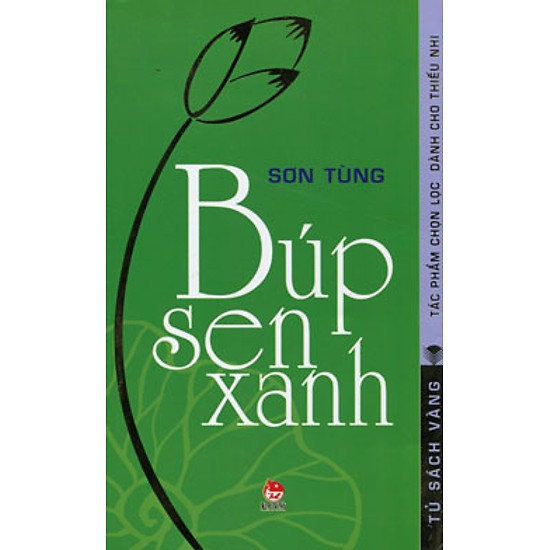 SƠN TÙNG
Búp
sen
xanh
TỦ SÁCH VÀNG
TÁC PHẨM CHỌN LỌC DÀNH CHO THIẾU NHI